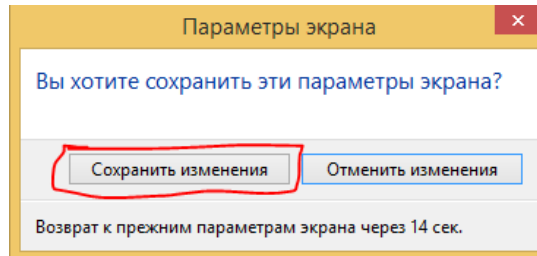 Параметры экрана
Вы хотите сохранить эти параметры экрана?
Сохранить изменения Отменить изменения
Возврат к прежним параметрам экрана через 14 сек.